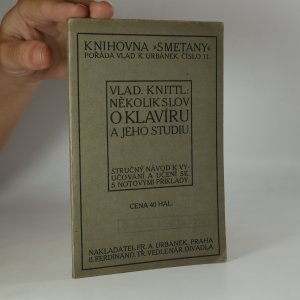 KNIHOVNA »SMETANY«
POŘÁDÁ VLAD. K. URBÁNEK. ČÍSLO 11.
VLAD. KNITTL:
NĚKOLIK SLOV
O KLAVÍRU
A JEHO STUDIU
STRUČNÝ NÁVOD K VY-
UČOVÁNÍ A UČENÍ SE
S NOTOVÝMI PŘÍKLADY.
CENA 40 HAL.
NAKLADATEL FR. A. URBÁNEK, PRAHA
8. FERDINAND. TŘ. VEDLE NÁR. DIVADLA